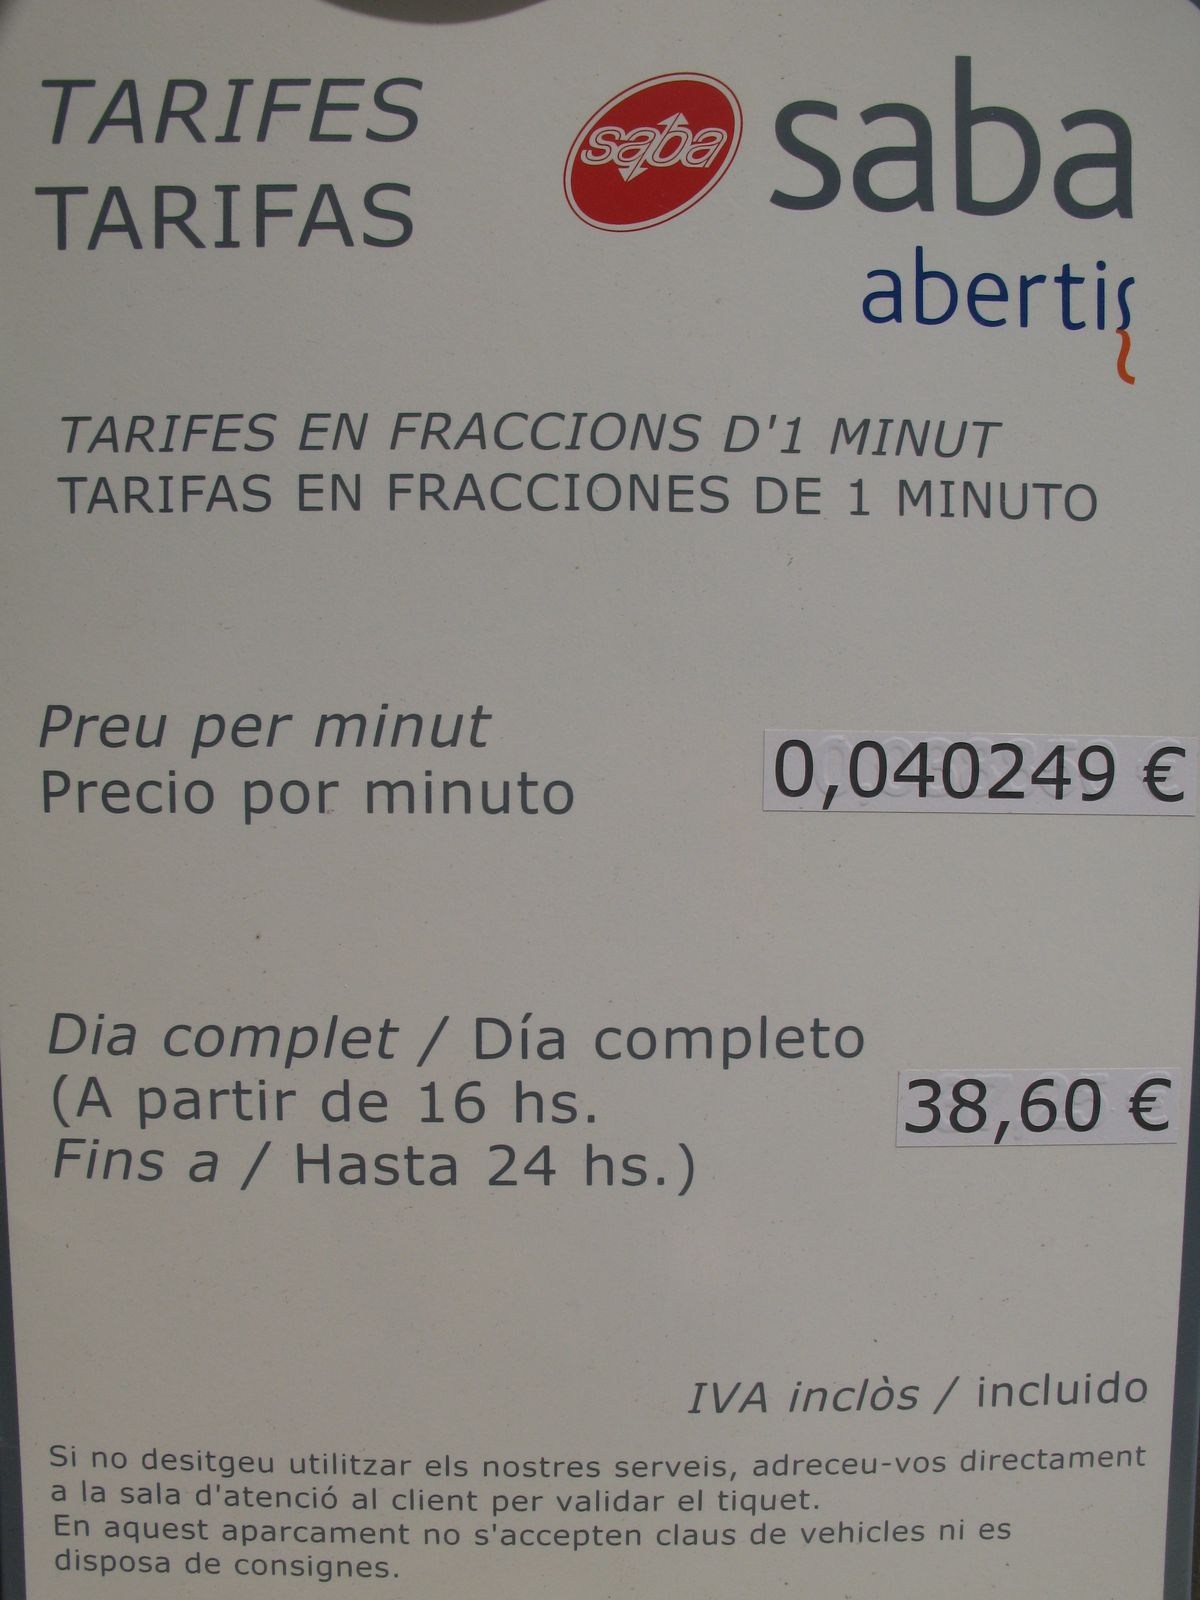 TARIFES
TARIFAS
saba
saba
abertis
TARIFES EN FRACCIONS D'1 MINUT
TARIFAS EN FRACCIONES DE 1 MINUTO
Preu per minut
Precio por minuto
0,040249 €
Dia complet / Día completo
(A partir de 16 hs.
Fins a / Hasta 24 hs.)
38,60 €
IVA inclòs / incluido
Si no desitgeu utilitzar els nostres serveis, adreceu-vos directament
a la sala d'atenció al client per validar el tiquet.
En aquest aparcament no s'accepten claus de vehicles ni es
disposa de consignes.